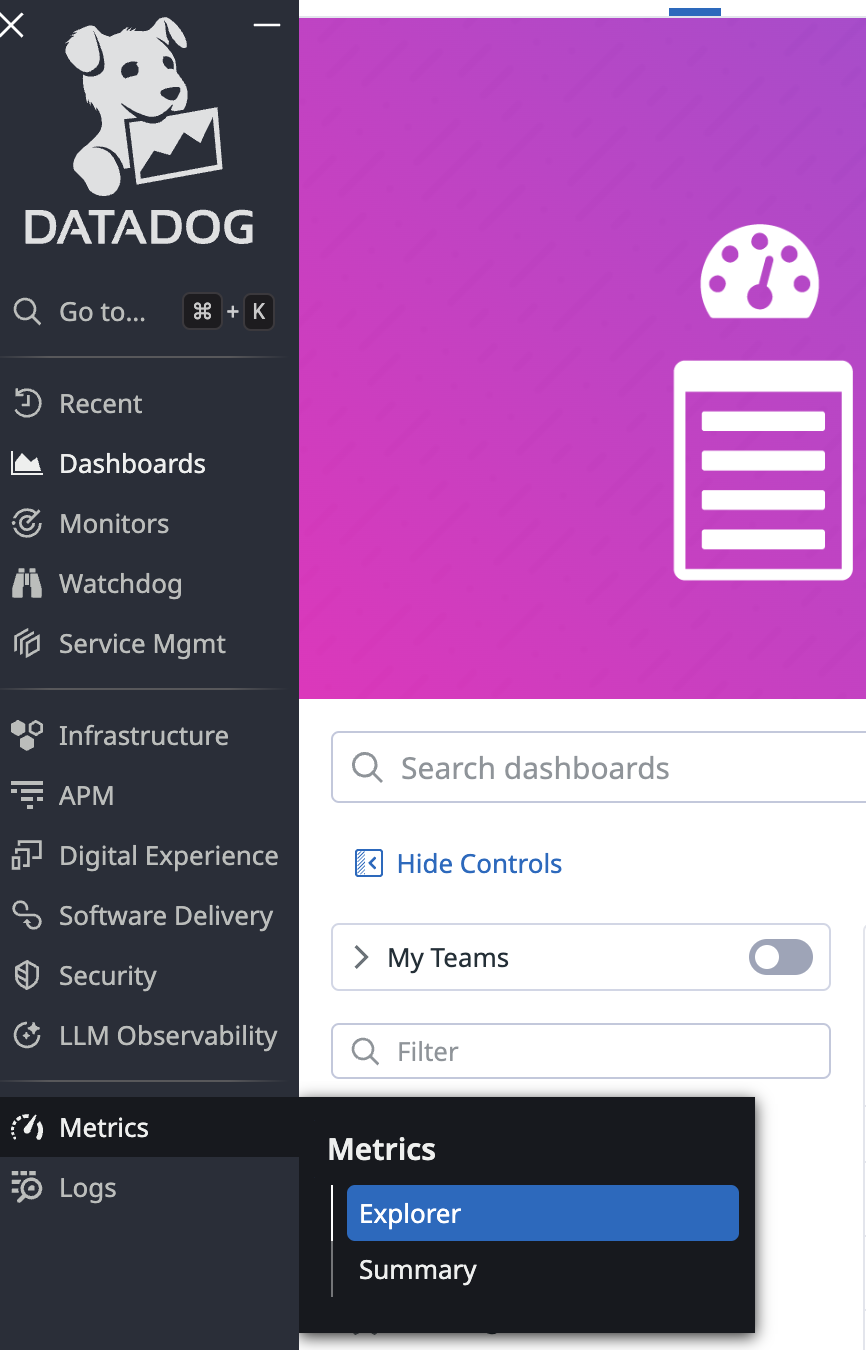 DATADOG
Go to... ⌘ + K
Recent
Dashboards
Monitors
Watchdog
Service Mgmt
Infrastructure
APM
Digital Experience
Software Delivery
Security
LLM Observability
Metrics
Logs
Search dashboards
Hide Controls
My Teams
Filter
Metrics
Explorer
Summary